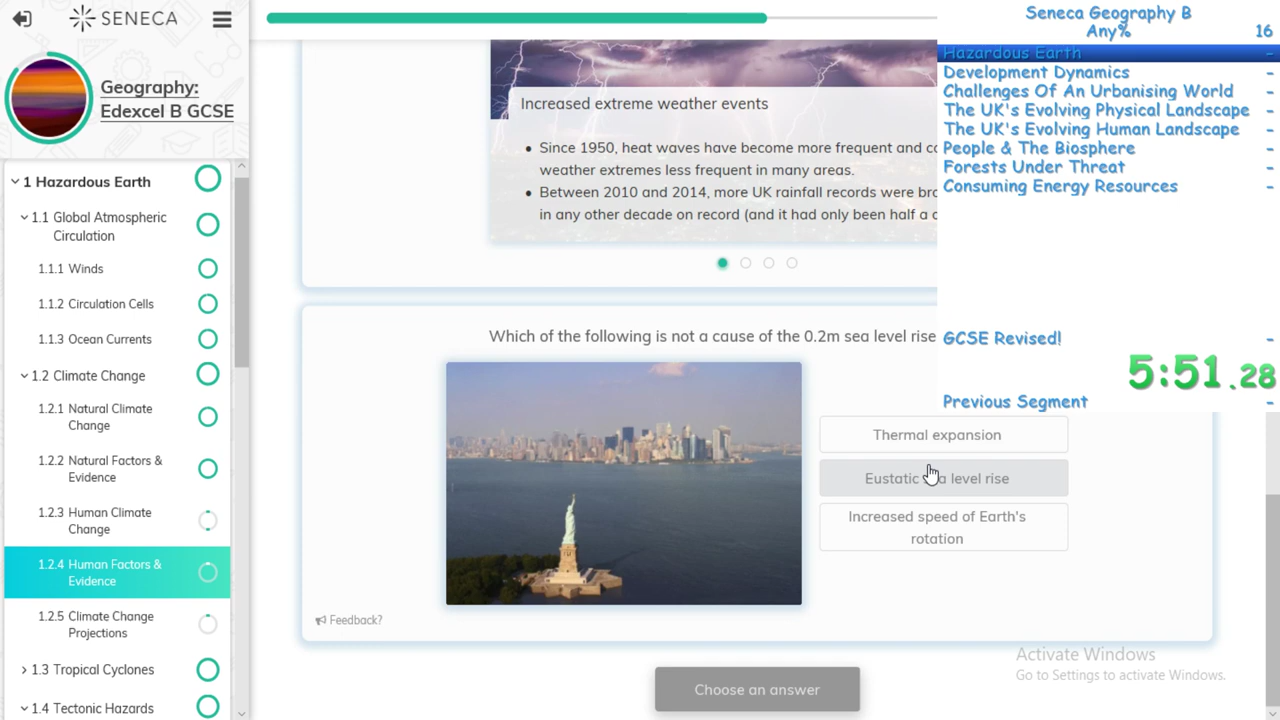 SENECA
Geography:
Edexcel B GCSE
1 Hazardous Earth
1.1 Global Atmospheric
Circulation
1.1.1 Winds
1.1.2 Circulation Cells
1.1.3 Ocean Currents
1.2 Climate Change
1.2.1 Natural Climate
Change
1.2.2 Natural Factors &
Evidence
1.2.3 Human Climate
Change
1.2.4 Human Factors &
Evidence
1.2.5 Climate Change
Projections
1.3 Tropical Cyclones
1.4 Tectonic Hazards
Increased extreme weather events
Since 1950, heat waves have become more frequent and
weather extremes less frequent in many areas.
Between 2010 and 2014, more UK rainfall records were
in any other decade on record (and it had only been half a
Which of the following is not a cause of the 0.2m sea level rise
Thermal expansion
Eustatic level rise
Increased speed of Earth's
rotation
Feedback?
Choose an answer
Seneca Geography B
Any% 16
Hazardous Earth -
Development Dynamics -
Challenges Of An Urbanising World -
The UK's Evolving Physical Landscape -
The UK's Evolving Human Landscape -
People & The Biosphere -
Forests Under Threat -
Consuming Energy Resources -
GCSE Revised! -
5:51.28
Previous Segment -
Activate Windows
Go to Settings to activate Windows.